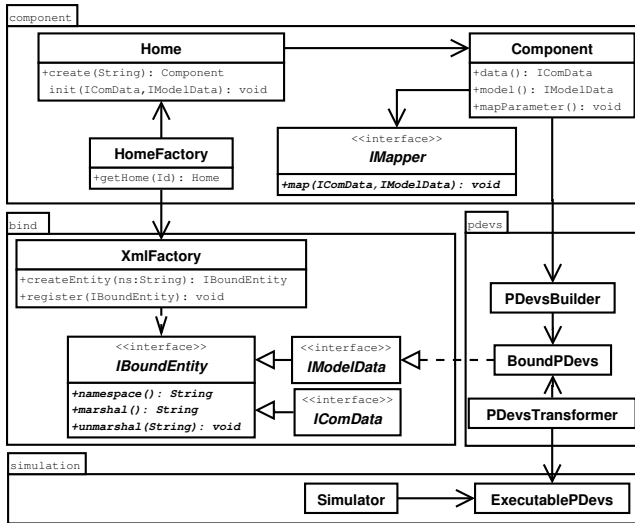 component
Home
+create(String): Component
init(IComData,IModelData): void
Component
+data(): IComData
+model(): IModelData
+mapParameter(): void
<<interface>>
IMapper
+map(IComData,IModelData): void
HomeFactory
+getHome(Id): Home
bind
XmlFactory
+createEntity(ns:String): IBoundEntity
+register(IBoundEntity): void
<<interface>>
IBoundEntity
+namespace(): String
+marshal(): String
+unmarshal(String): void
<<interface>>
IModelData
<<interface>>
IComData
pdevs
PDevsBuilder
BoundPDevs
PDevsTransformer
simulation
Simulator
ExecutablePDevs